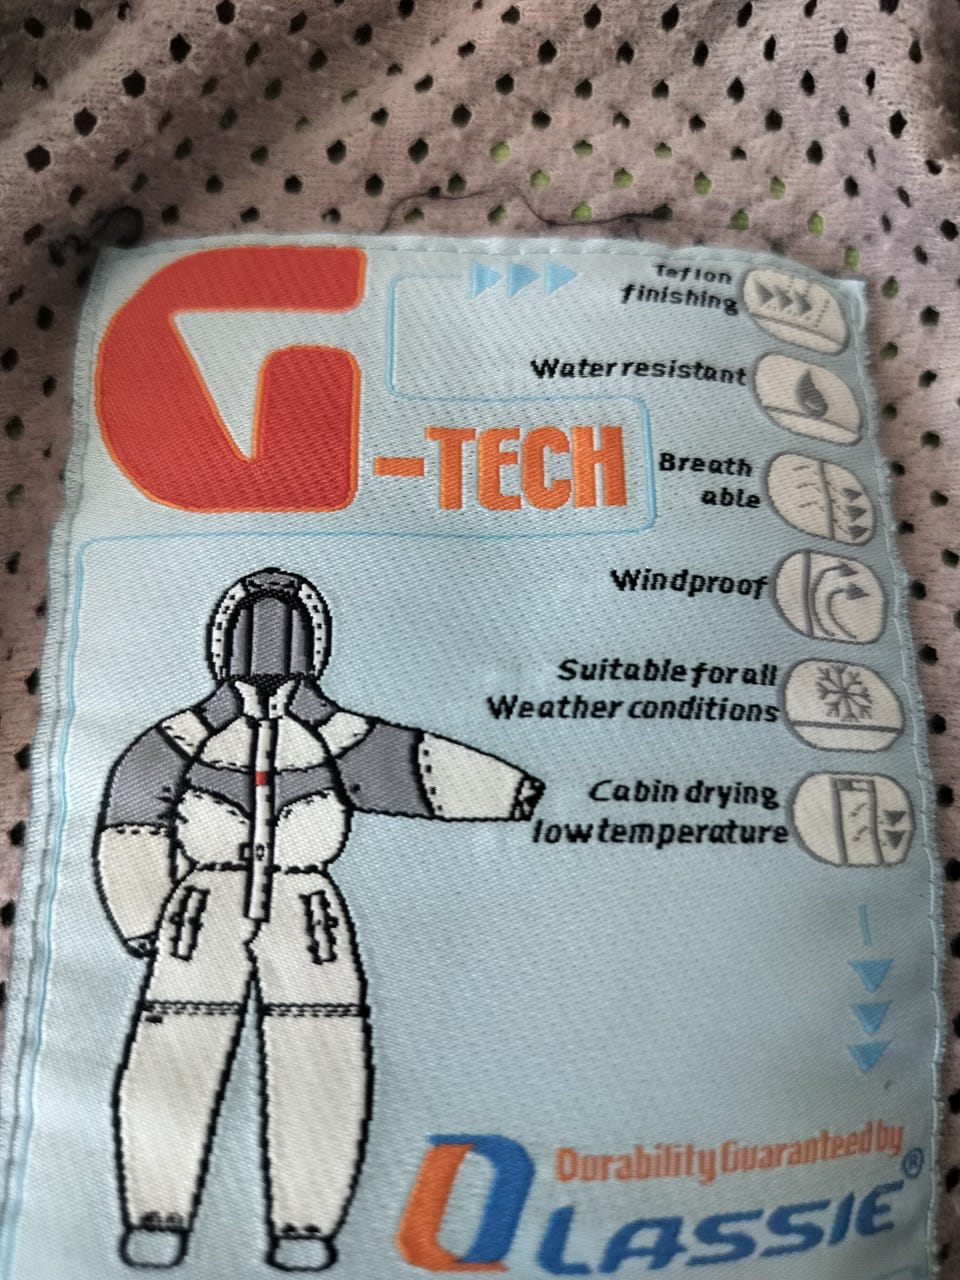 G-TECH
Teflon
finishing
Water resistant
Breath
able
Windproof
Suitable for all
Weather conditions
Cabin drying
low temperature
Durability Guaranteed by
LASSIE®